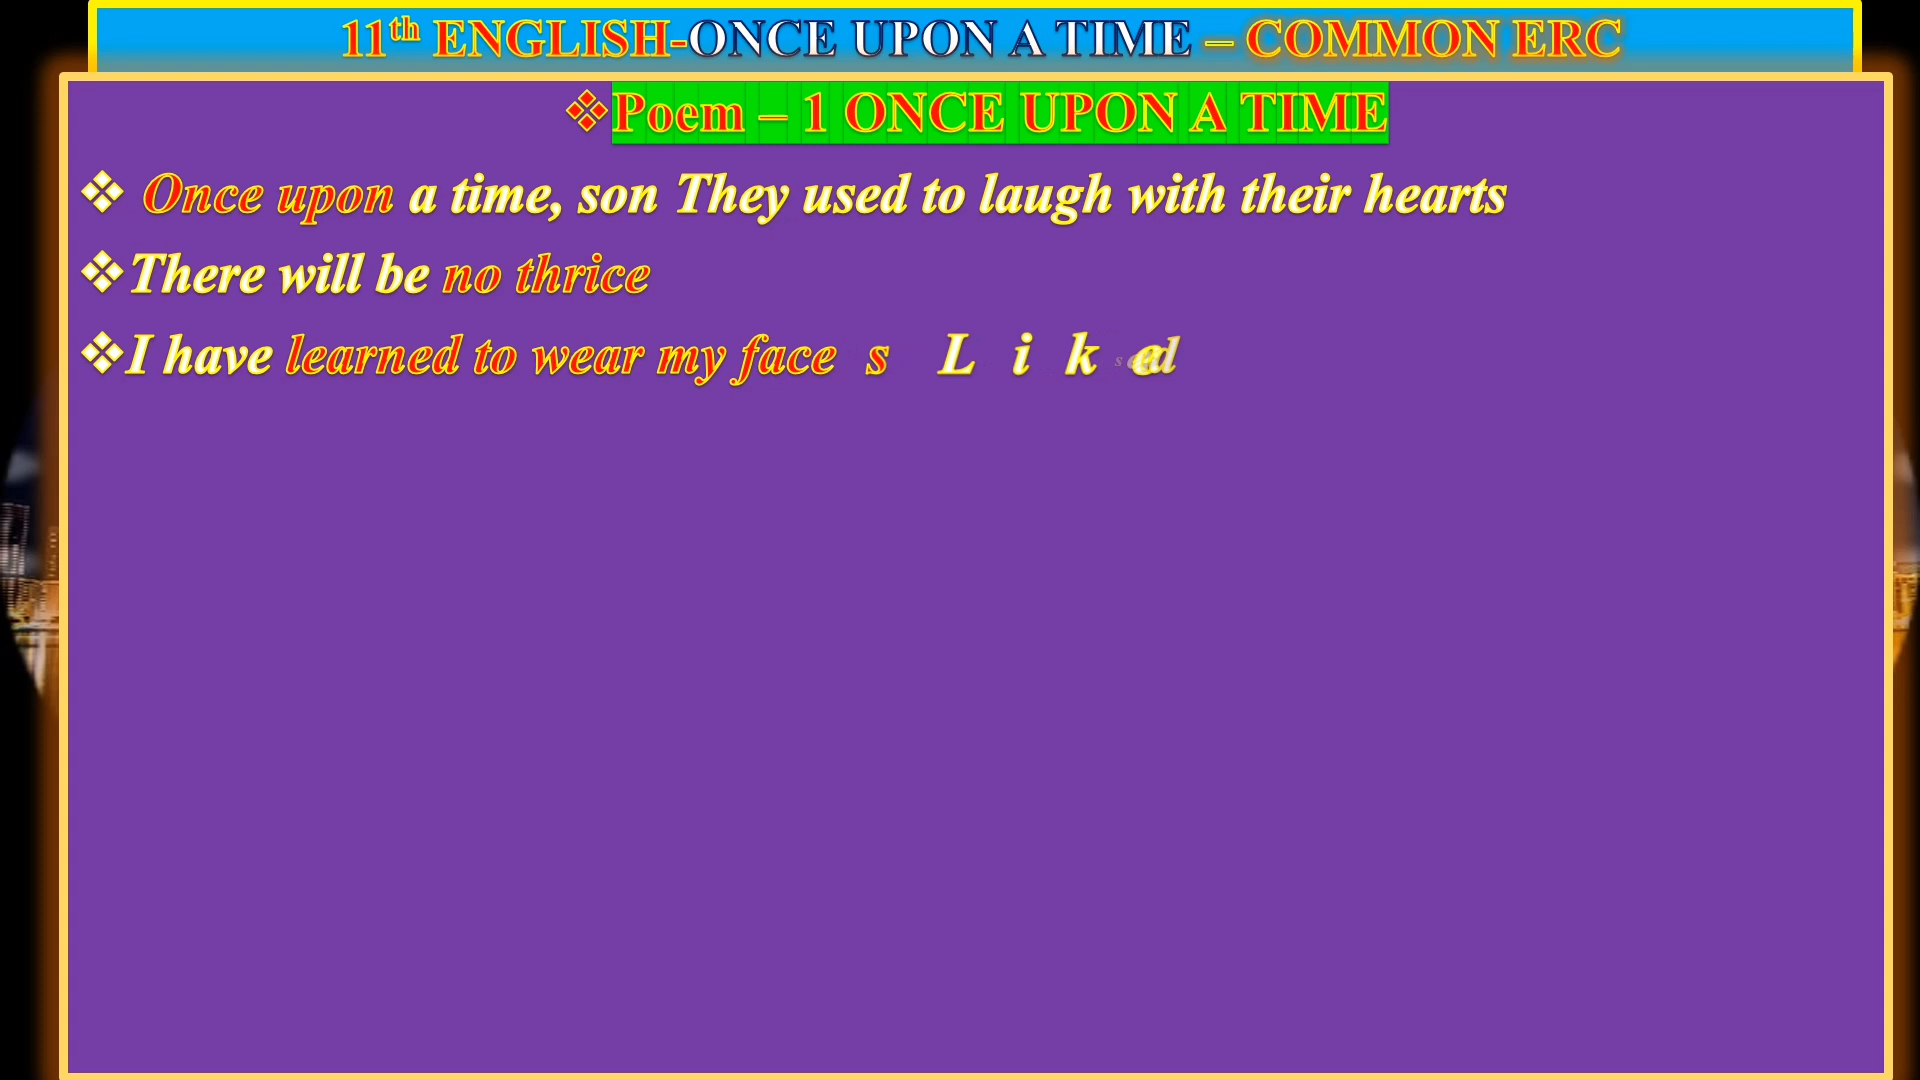 11th ENGLISH-ONCE UPON A TIME – COMMON ERC
❖Poem – 1 ONCE UPON A TIME
❖ Once upon a time, son They used to laugh with their hearts
❖There will be no thrice
❖I have learned to wear my face s L i k